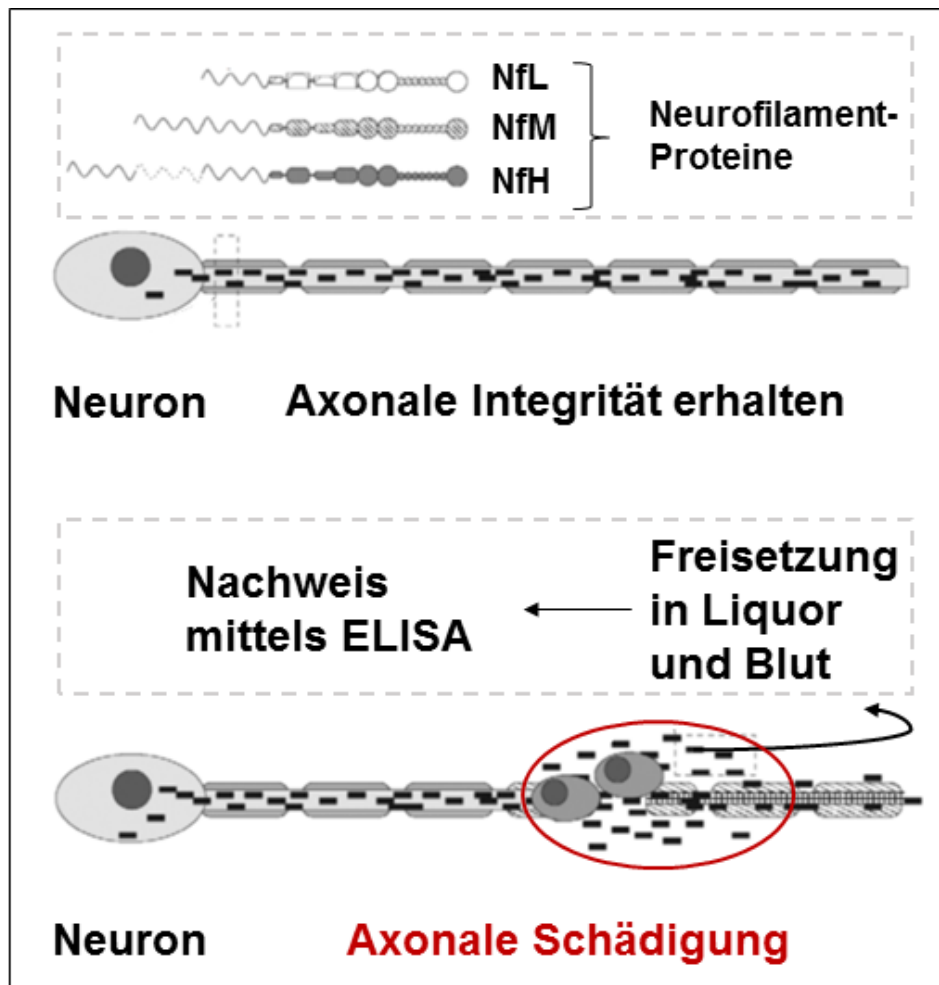 NfL
NfM
NfH
Neurofilament-
Proteine
Neuron
Axonale Integrität erhalten
Nachweis
mittels ELISA
Freisetzung
in Liquor
und Blut
Neuron
Axonale Schädigung